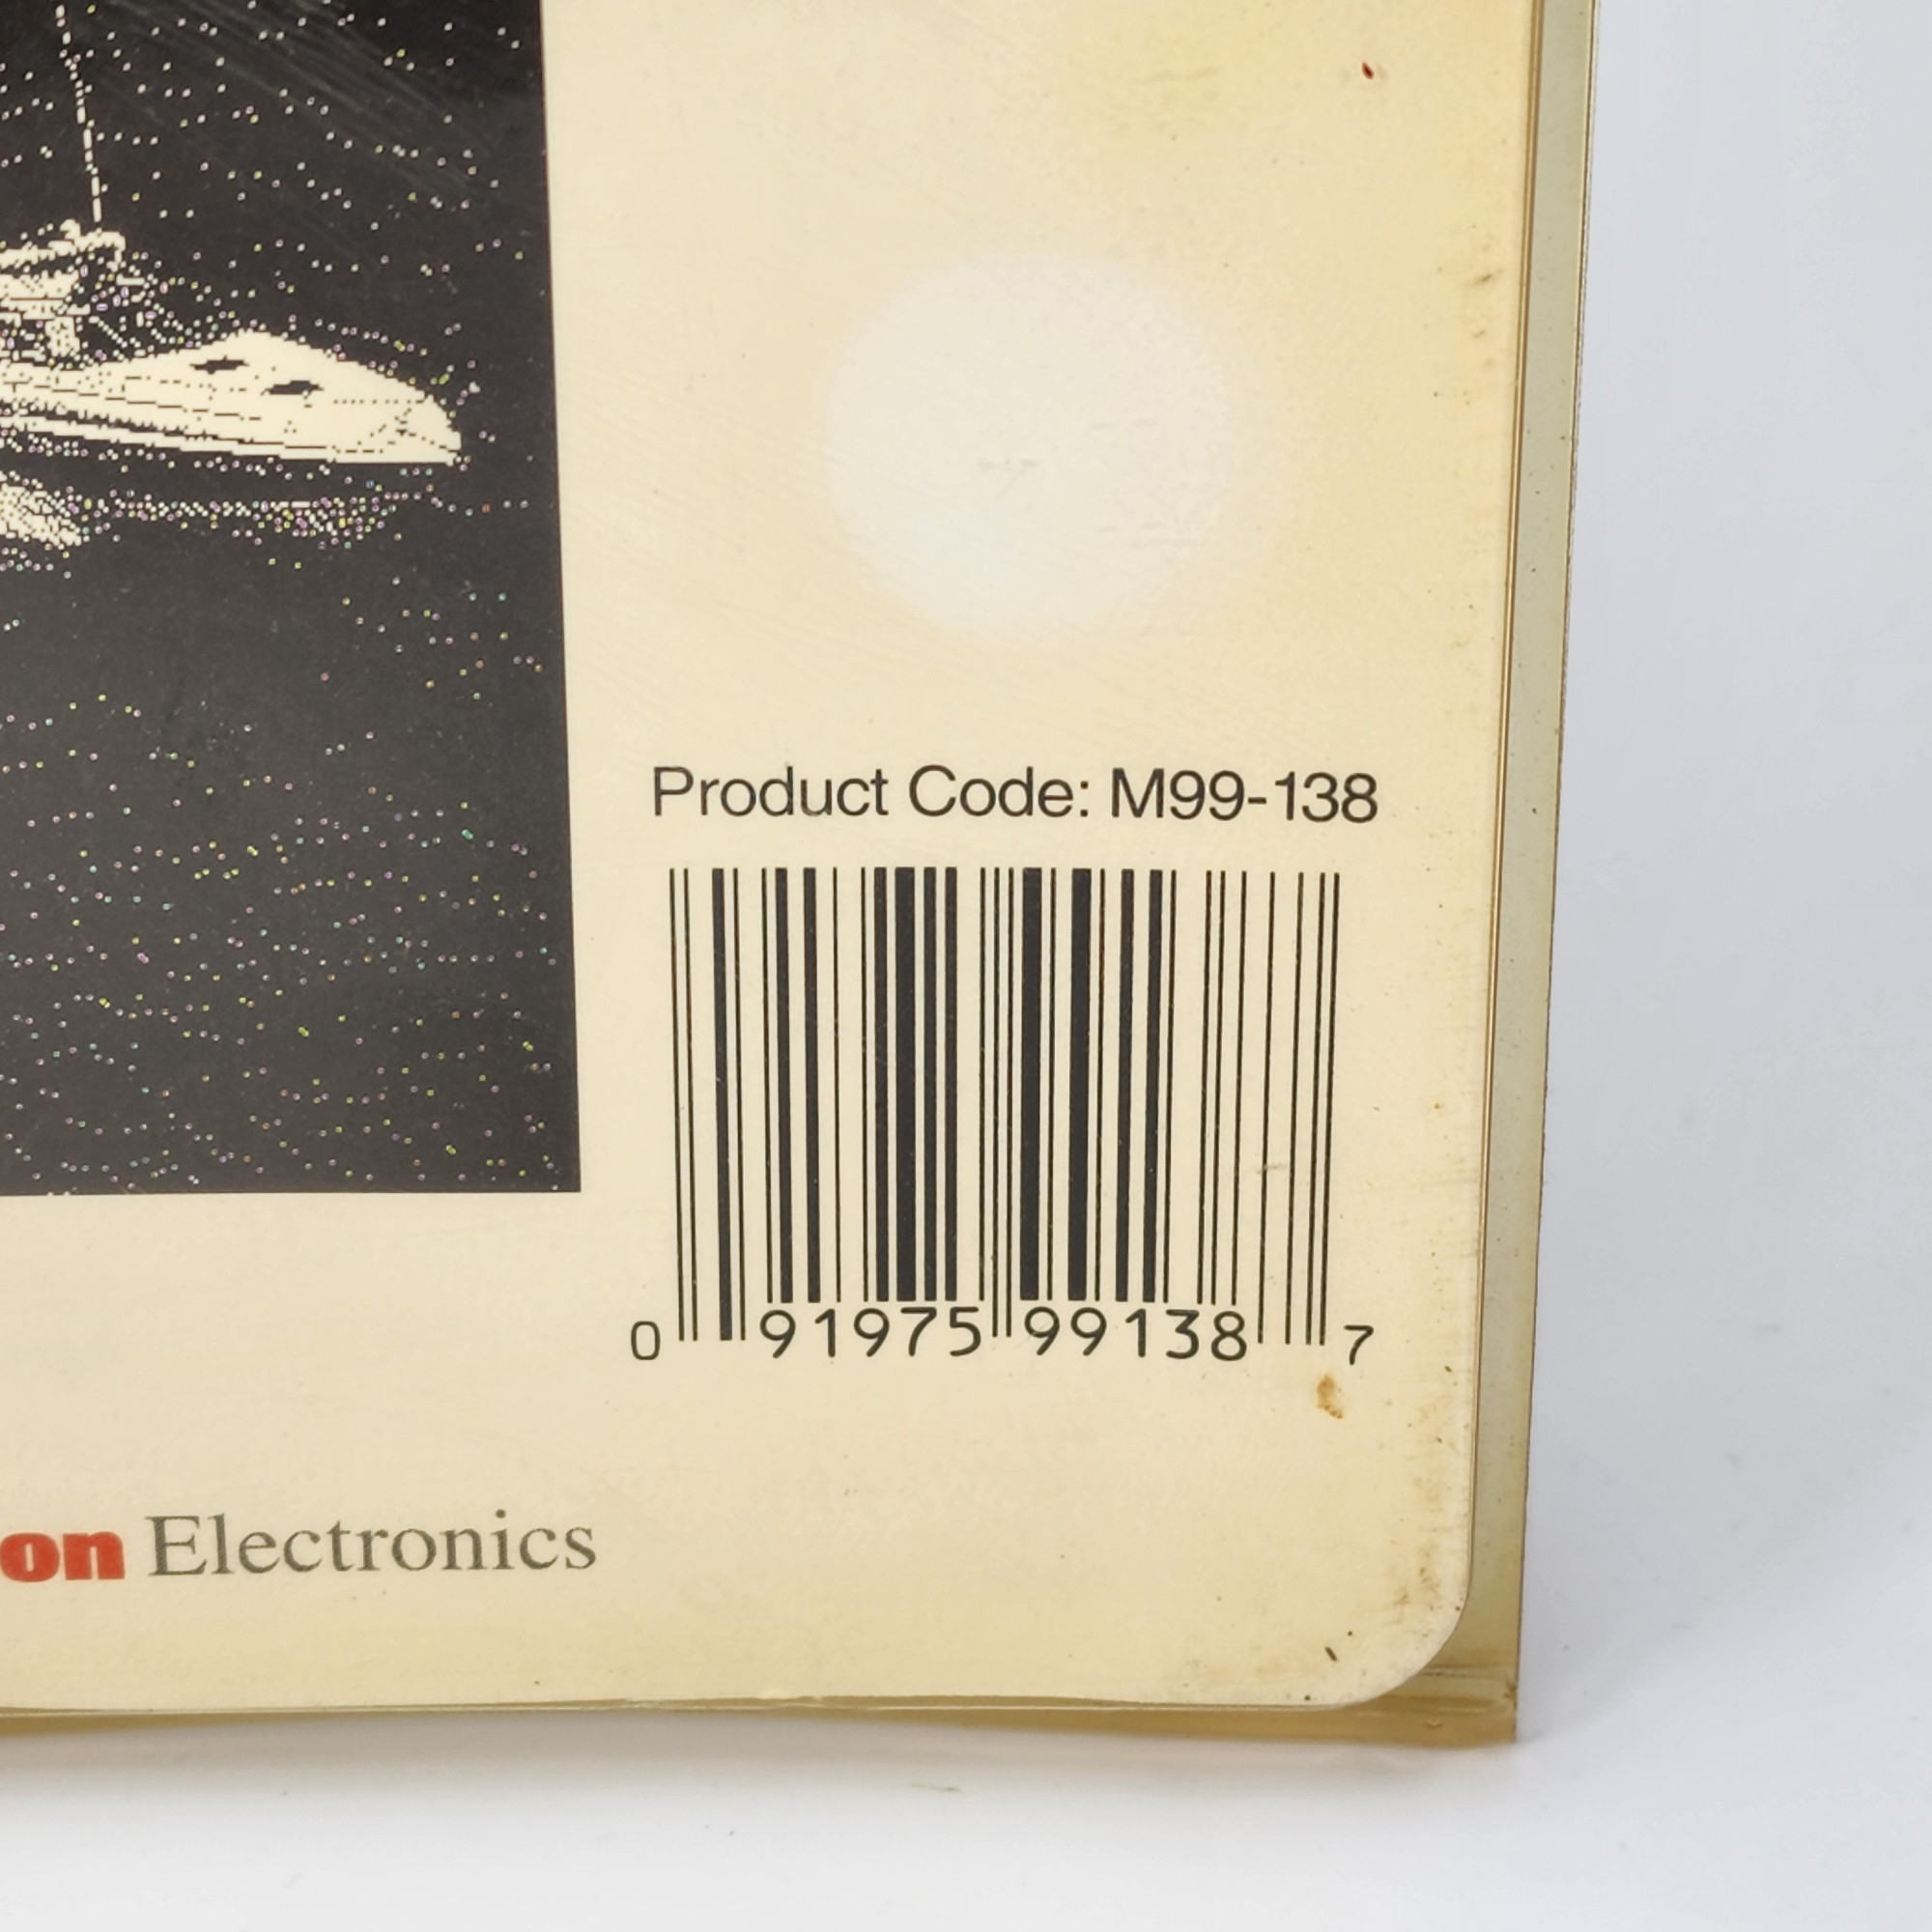 Product Code: M99-138
0 91975 99138 7
on Electronics